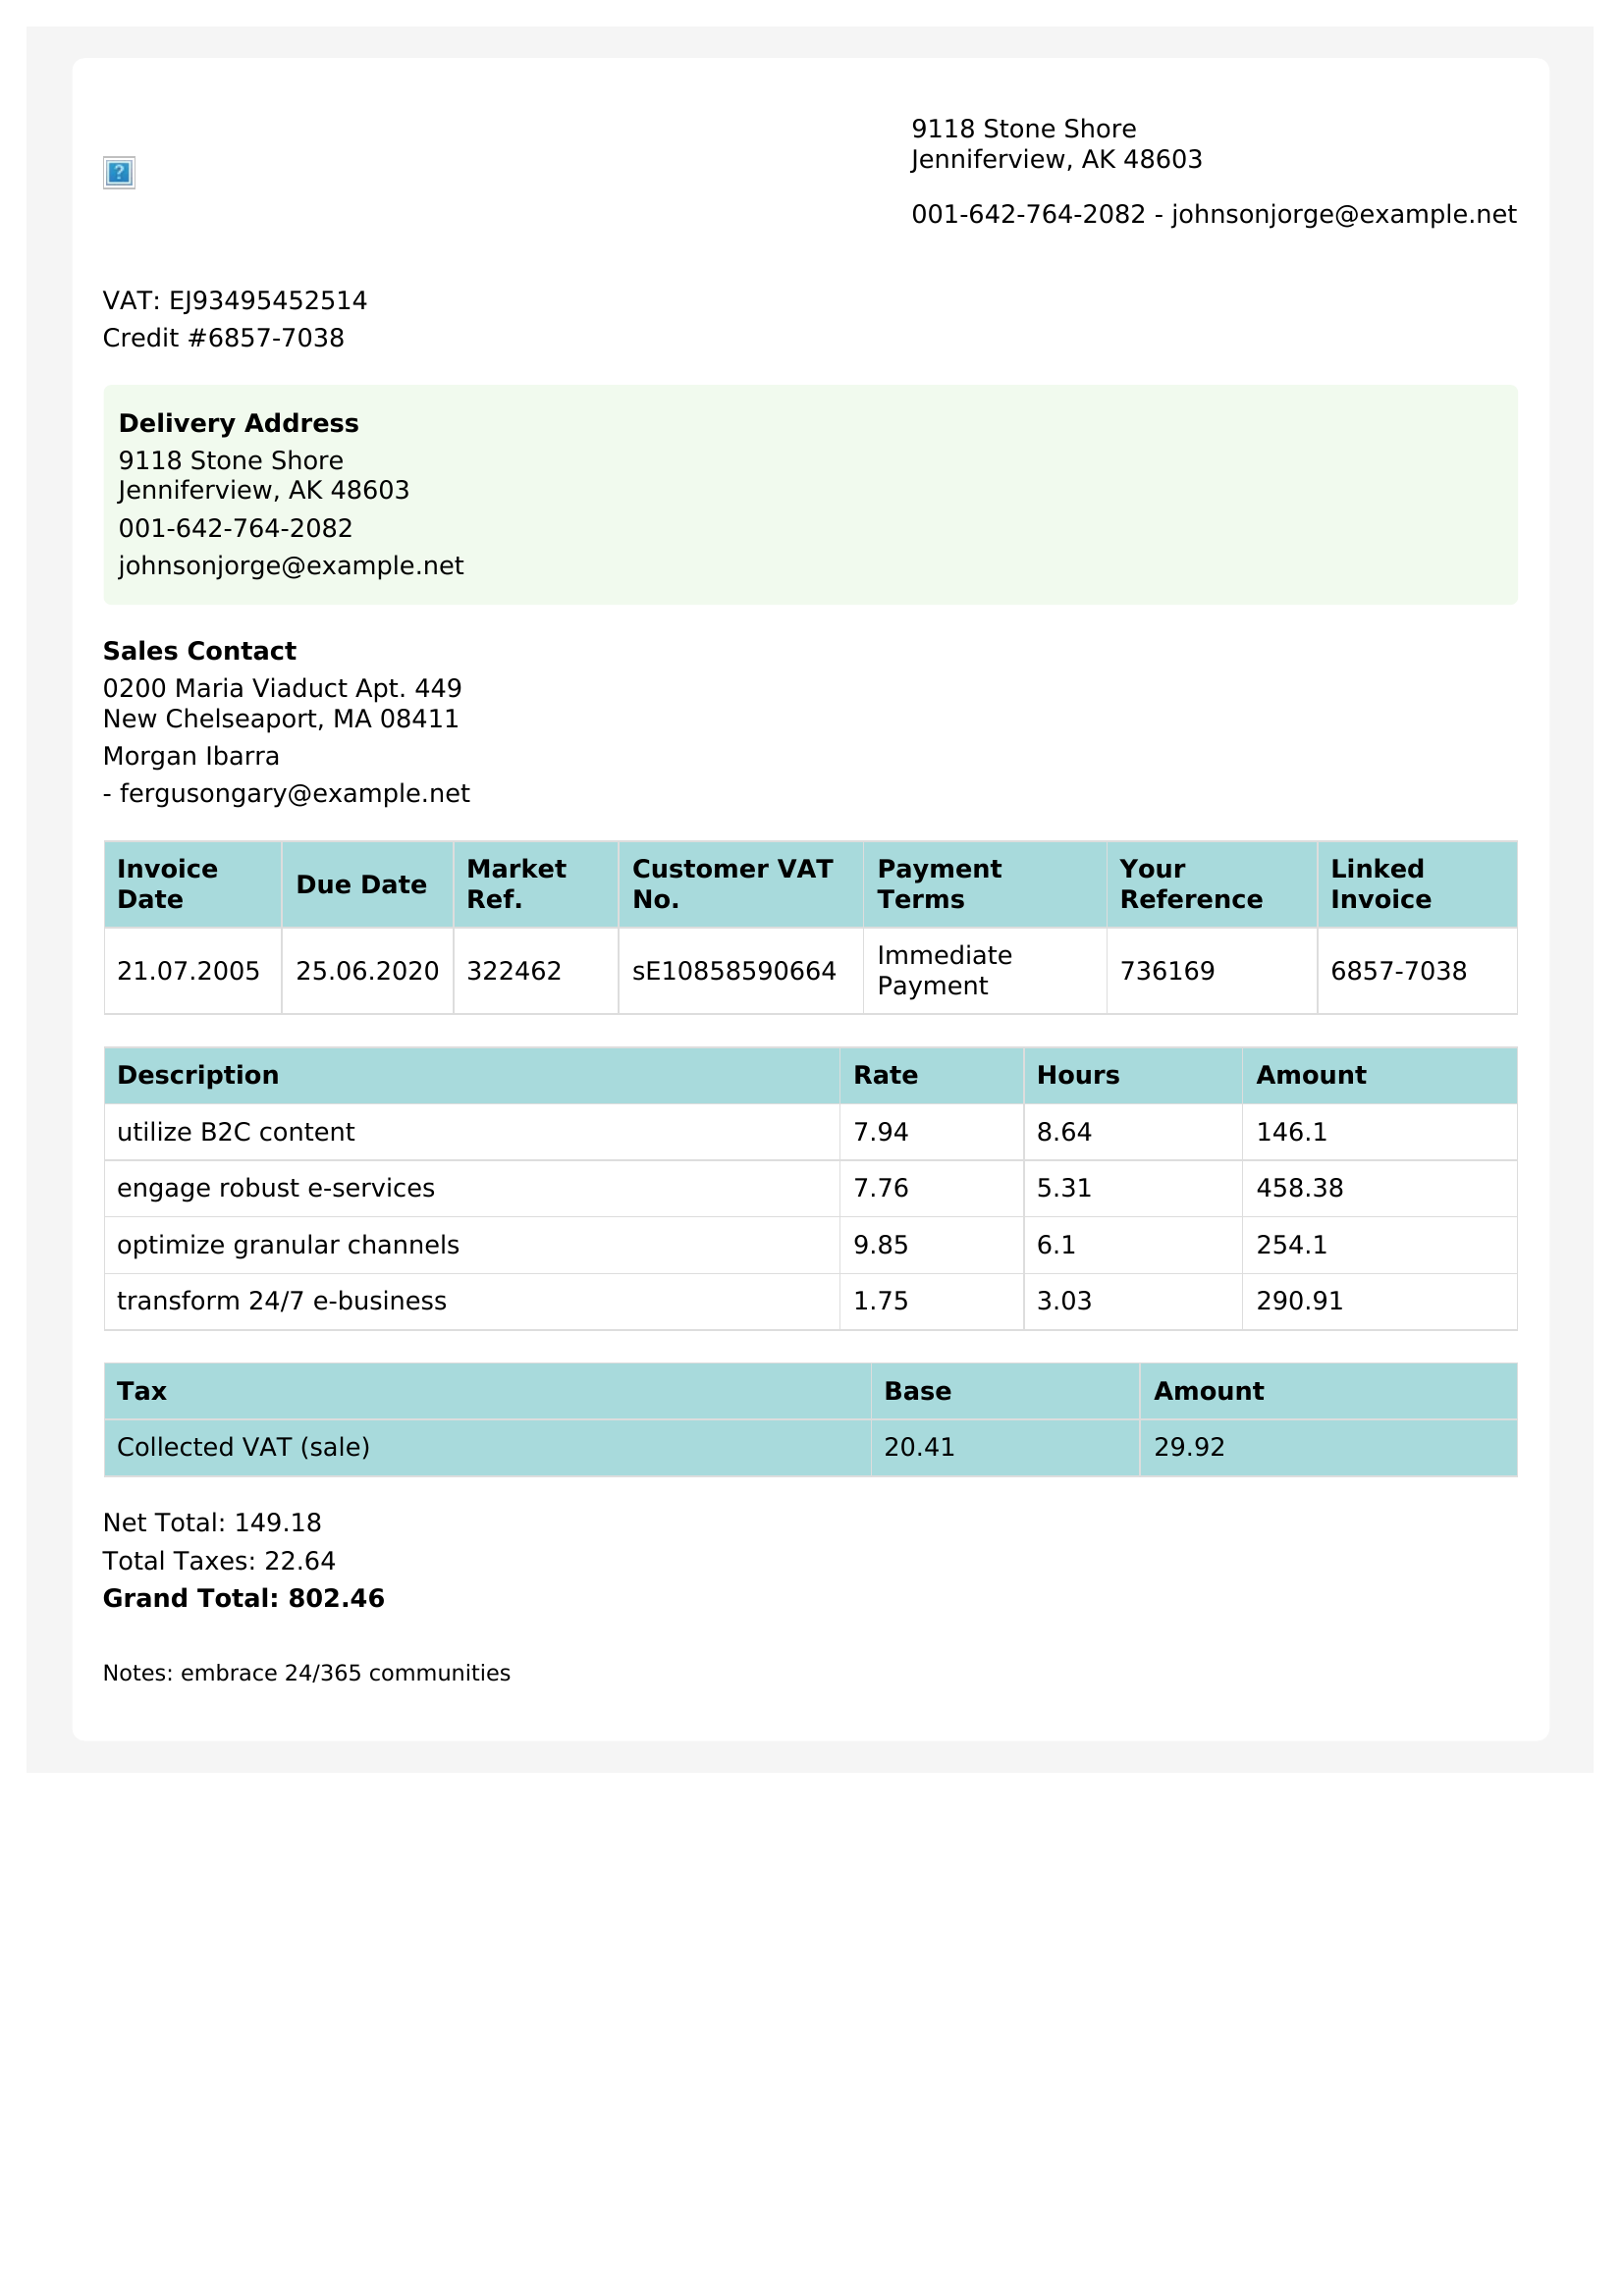 9118 Stone Shore
Jenniferview, AK 48603
001-642-764-2082 - johnsonjorge@example.net
VAT: EJ93495452514
Credit #6857-7038
Delivery Address
9118 Stone Shore
Jenniferview, AK 48603
001-642-764-2082
johnsonjorge@example.net
Sales Contact
0200 Maria Viaduct Apt. 449
New Chelseaport, MA 08411
Morgan Ibarra
- fergusongary@example.net
Invoice Date Due Date Market Ref. Customer VAT No. Payment Terms Your Reference Linked Invoice
21.07.2005 25.06.2020 322462 sE10858590664 Immediate Payment 736169 6857-7038
Description Rate Hours Amount
utilize B2C content 7.94 8.64 146.1
engage robust e-services 7.76 5.31 458.38
optimize granular channels 9.85 6.1 254.1
transform 24/7 e-business 1.75 3.03 290.91
Tax Base Amount
Collected VAT (sale) 20.41 29.92
Net Total: 149.18
Total Taxes: 22.64
Grand Total: 802.46
Notes: embrace 24/365 communities